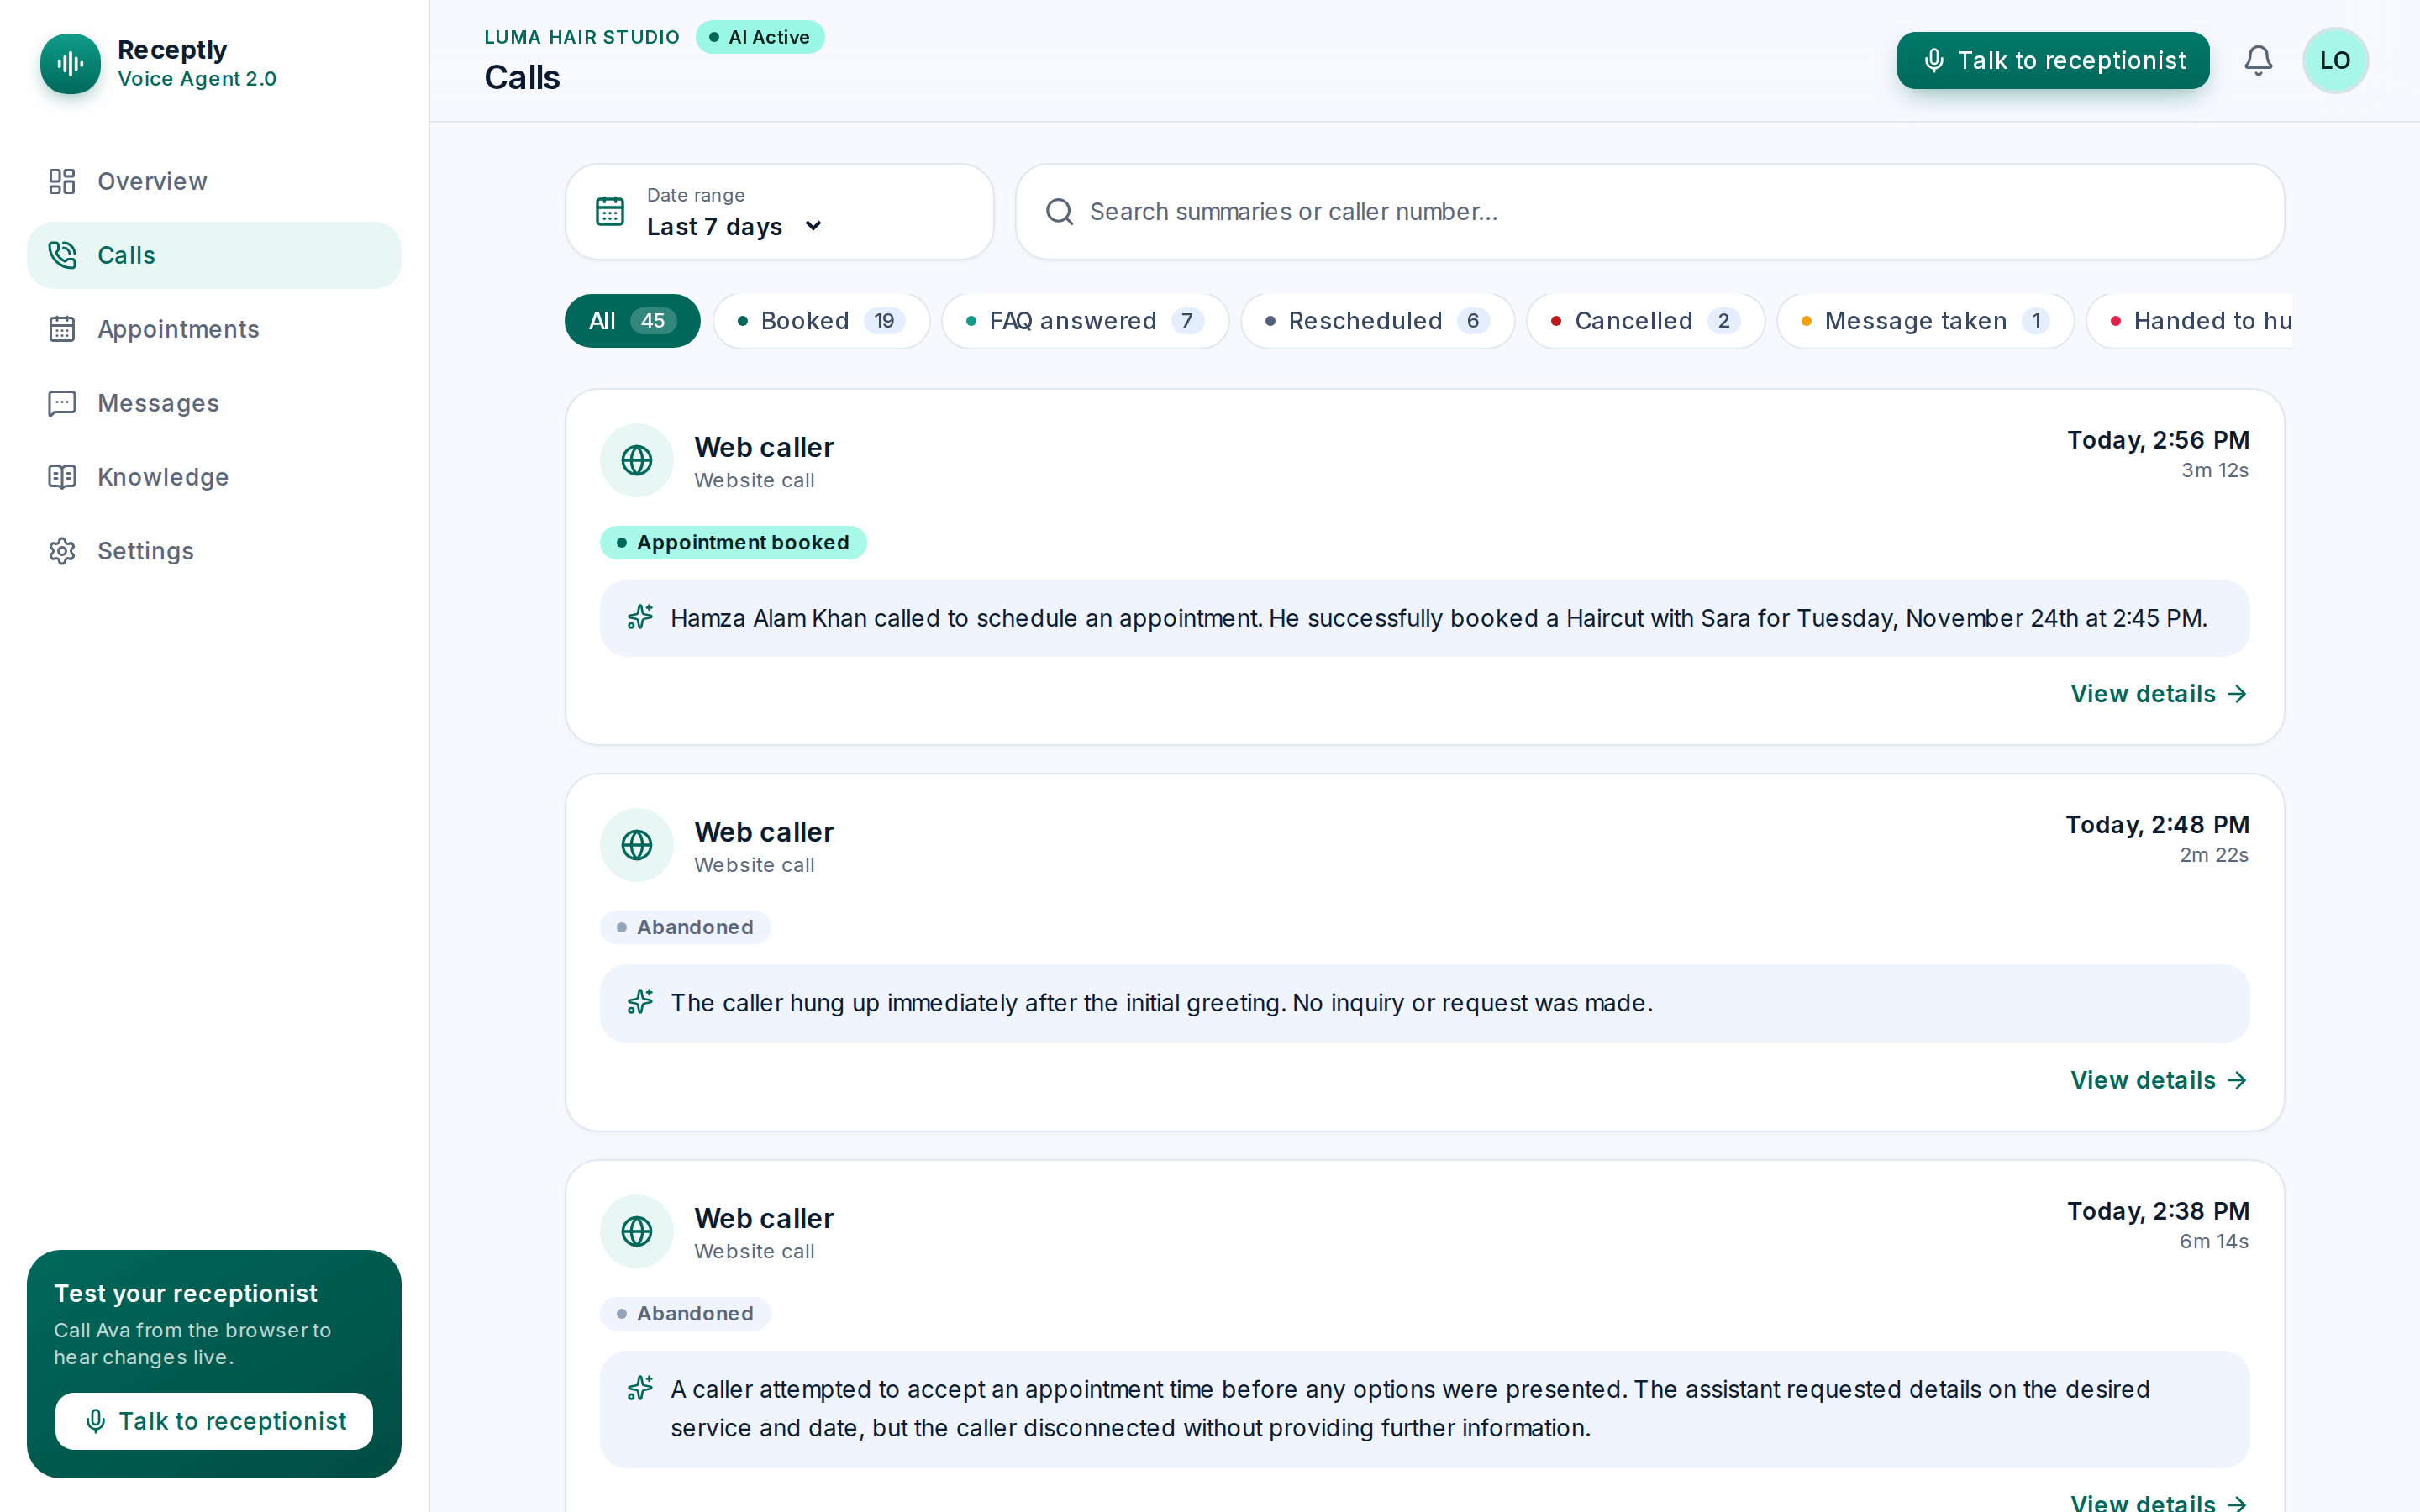 Receptly
Voice Agent 2.0
Overview
Calls
Appointments
Messages
Knowledge
Settings
Test your receptionist
Call Ava from the browser to
hear changes live.
Talk to receptionist
LUMA HAIR STUDIO
AI Active
Calls
Talk to receptionist
LO
Date range
Last 7 days
Search summaries or caller number...
All 45
Booked 19
FAQ answered 7
Rescheduled 6
Cancelled 2
Message taken 1
Handed to hu
Web caller
Website call
Today, 2:56 PM
3m 12s
Appointment booked
Hamza Alam Khan called to schedule an appointment. He successfully booked a Haircut with Sara for Tuesday, November 24th at 2:45 PM.
View details
Web caller
Website call
Today, 2:48 PM
2m 22s
Abandoned
The caller hung up immediately after the initial greeting. No inquiry or request was made.
View details
Web caller
Website call
Today, 2:38 PM
6m 14s
Abandoned
A caller attempted to accept an appointment time before any options were presented. The assistant requested details on the desired
service and date, but the caller disconnected without providing further information.
View details